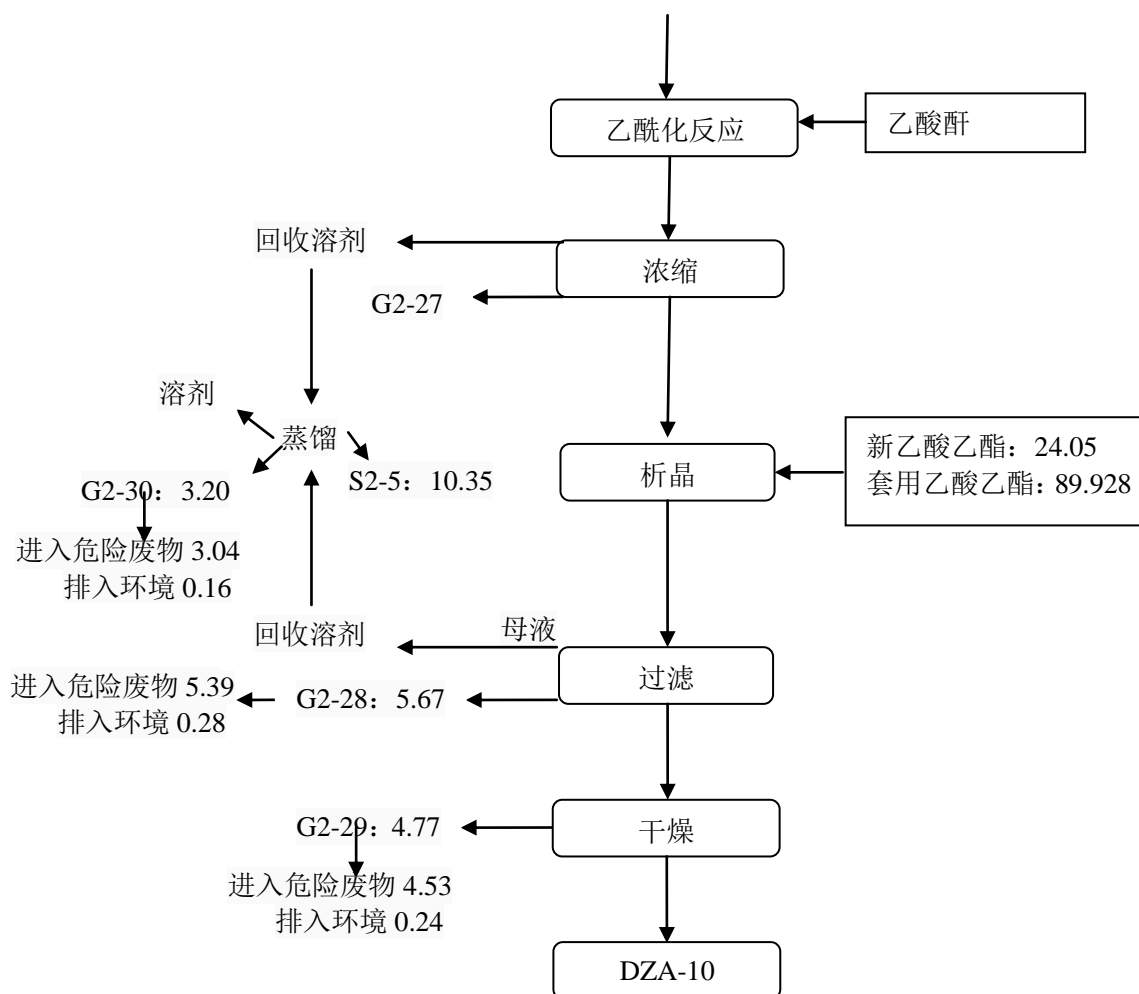 乙酰化反应
乙酸酐
回收溶剂
浓缩
G2-27
溶剂
蒸馏
新乙酸乙酯：24.05
套用乙酸乙酯：89.928
析晶
S2-5：10.35
G2-30：3.20
进入危险废物 3.04
排入环境 0.16
母液
回收溶剂
过滤
进入危险废物 5.39
排入环境 0.28
G2-28：5.67
G2-29：4.77
干燥
进入危险废物 4.53
排入环境 0.24
DZA-10